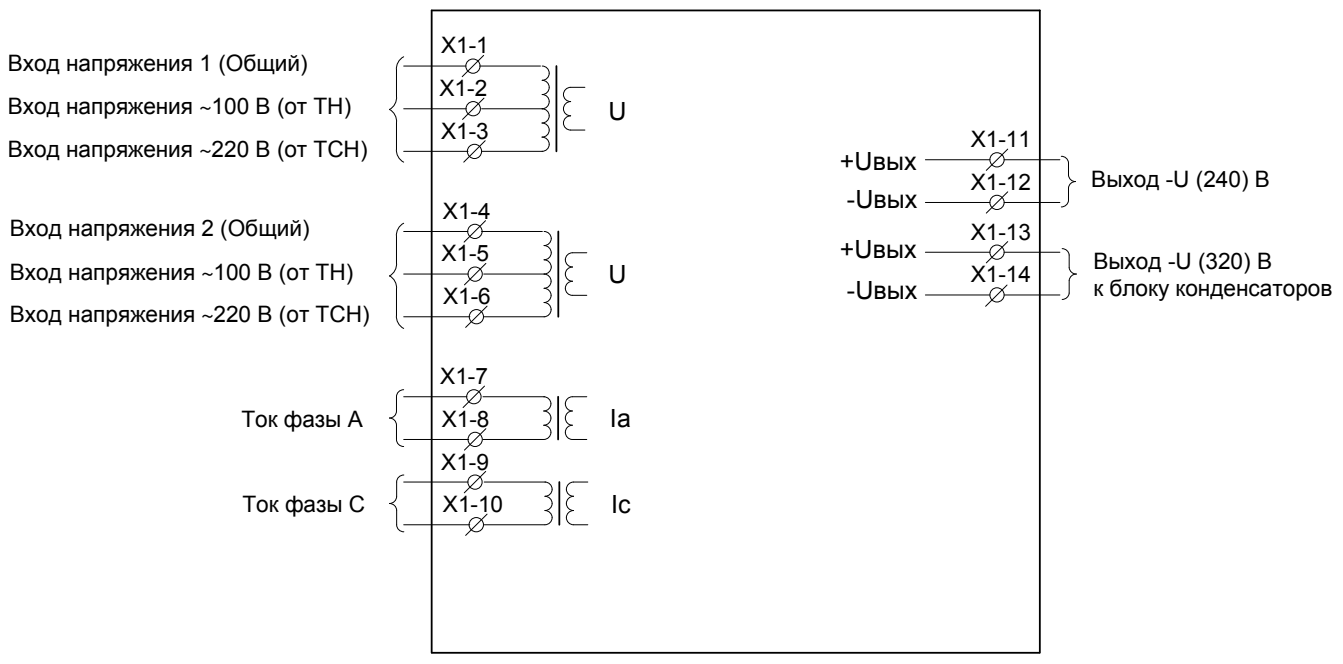 Вход напряжения 1 (Общий)
Вход напряжения ~100 В (от ТН)
Вход напряжения ~220 В (от ТСН)
X1-1
X1-2
X1-3
U
Вход напряжения 2 (Общий)
Вход напряжения ~100 В (от ТН)
Вход напряжения ~220 В (от ТСН)
X1-4
X1-5
X1-6
U
Ток фазы А
X1-7
X1-8
Ia
Ток фазы С
X1-9
X1-10
Ic
+Uвых
X1-11
-Uвых
X1-12
Выход -U (240) В
+Uвых
X1-13
-Uвых
X1-14
Выход -U (320) В
к блоку конденсаторов